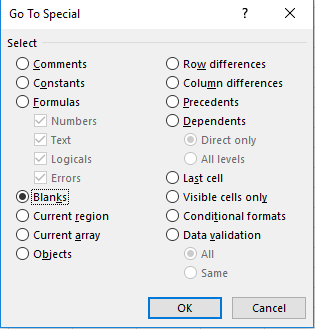 Go To Special
Select
Comments
Constants
Formulas
Numbers
Text
Logicals
Errors
Blanks
Current region
Current array
Objects
Row differences
Column differences
Precedents
Dependents
Direct only
All levels
Last cell
Visible cells only
Conditional formats
Data validation
All
Same
OK
Cancel